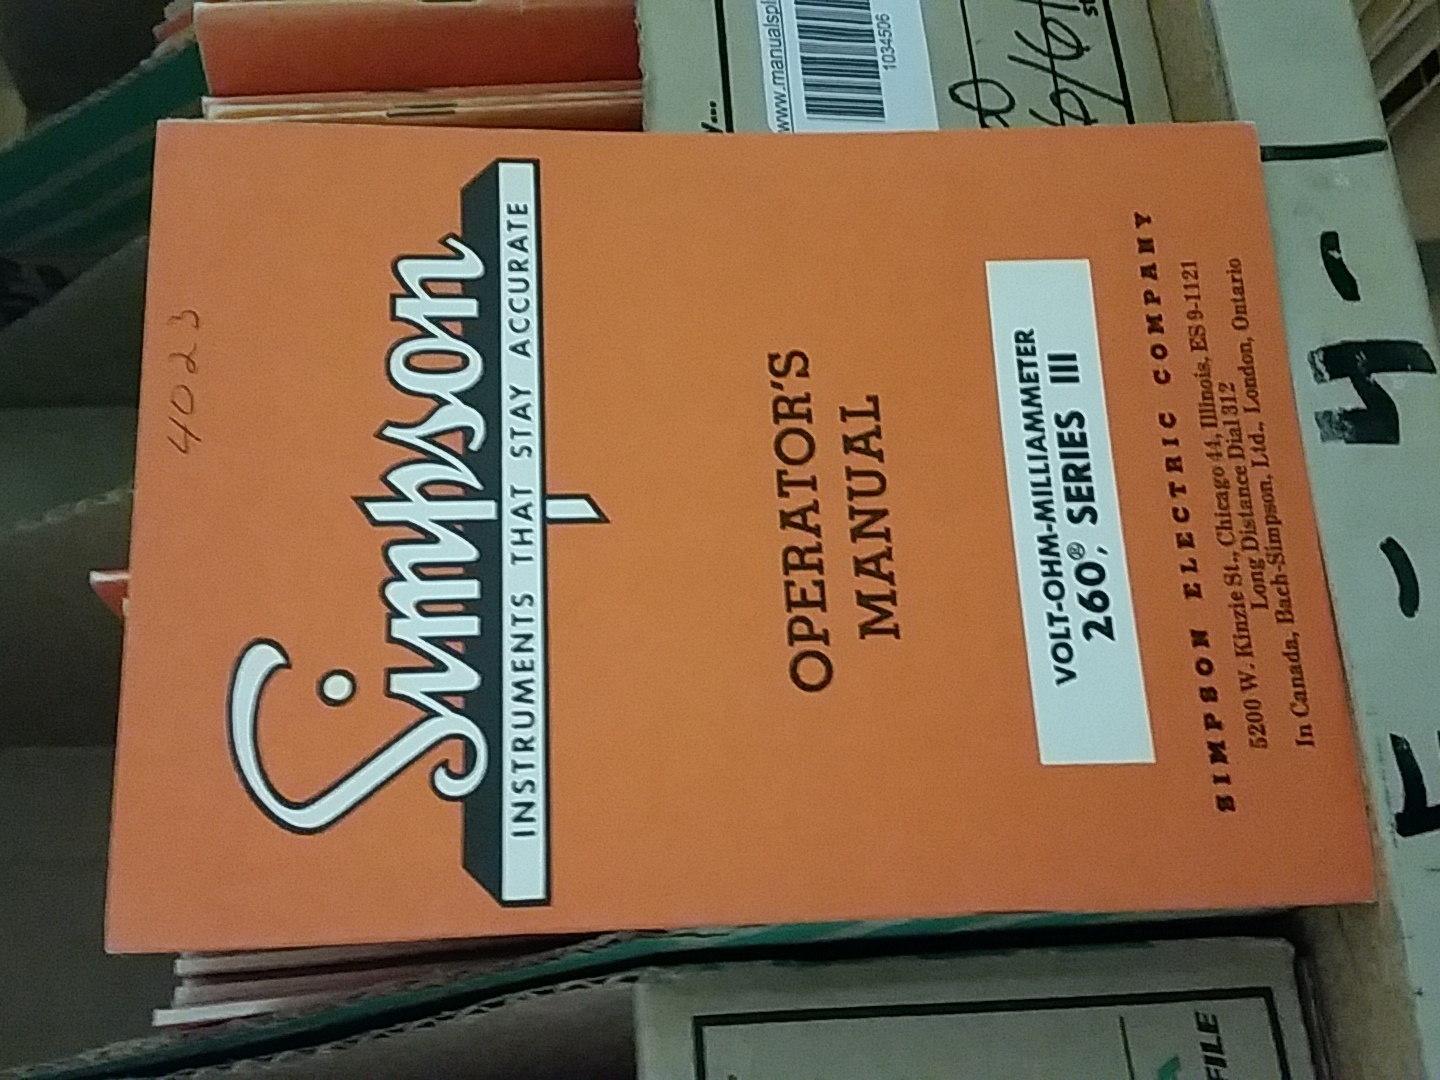 4023
Simpson
INSTRUMENTS THAT STAY ACCURATE
OPERATOR'S
MANUAL
VOLT-OHM-MILLIAMMETER
260®, SERIES III
SIMPSON ELECTRIC COMPANY
5200 W. Kinzie St., Chicago 44, Illinois, ES 9-1121
Long Distance Dial 312
In Canada, Bach-Simpson, Ltd., London, Ontario
www.manualspl
1034506
y...
FILE